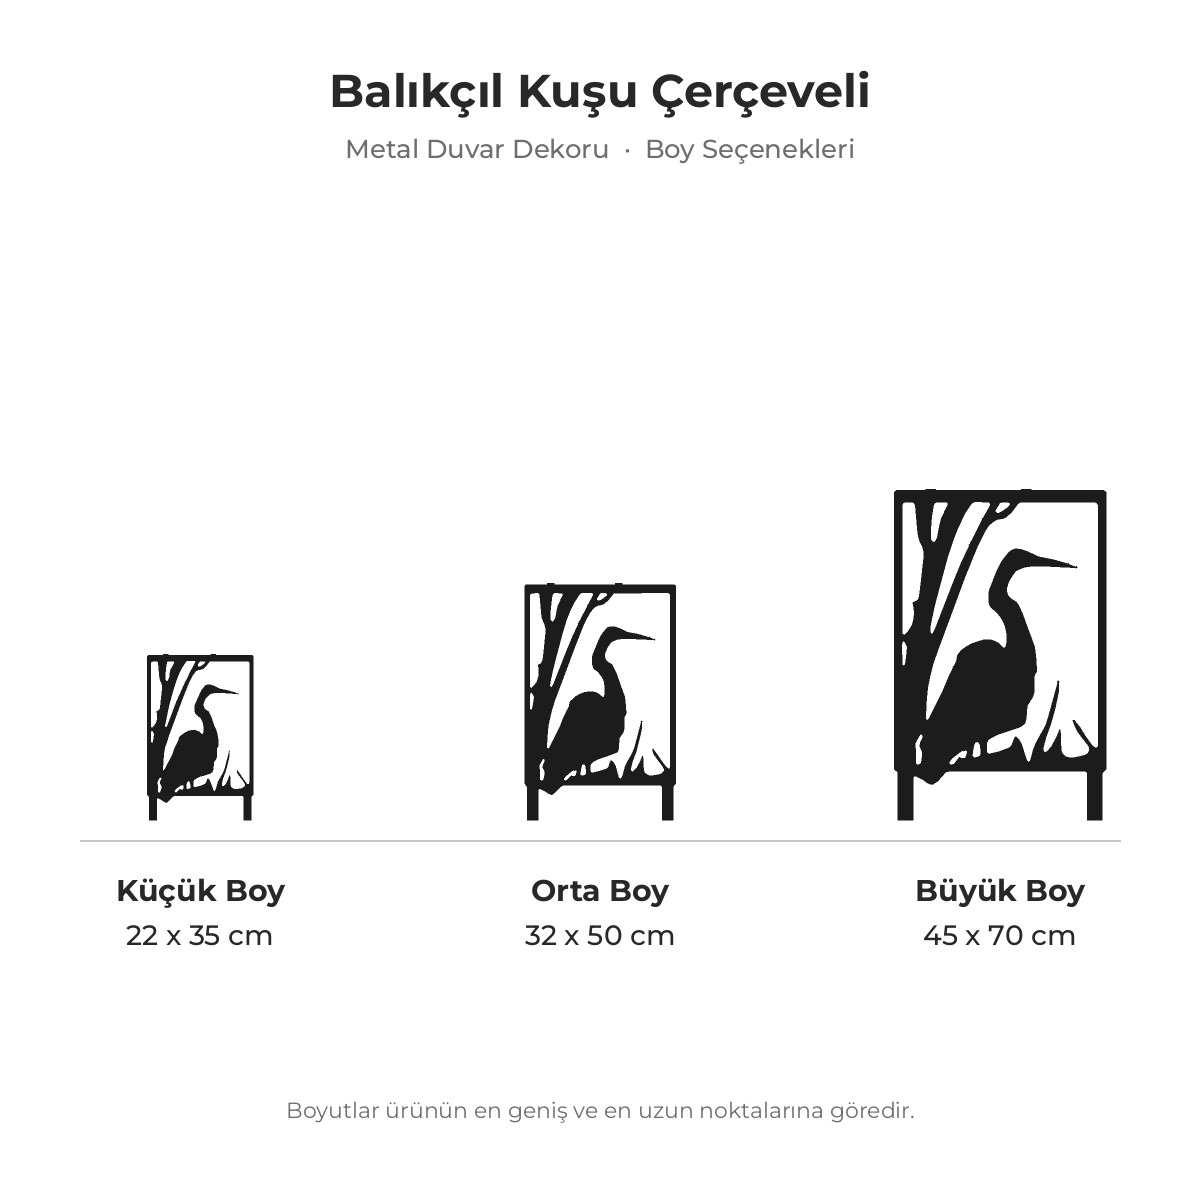 Balıkçıl Kuşu Çerçeveli
Metal Duvar Dekoru · Boy Seçenekleri
Küçük Boy
22 x 35 cm
Orta Boy
32 x 50 cm
Büyük Boy
45 x 70 cm
Boyutlar ürünün en geniş ve en uzun noktalarına göredir.